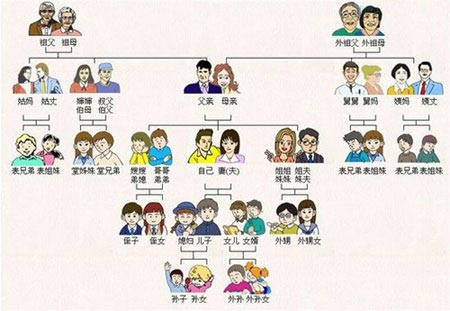 祖父 祖母 外祖父 外祖母
姑妈 姑丈 婶婶 叔父 父亲 母亲 舅舅 舅妈 姨妈 姨丈
伯母 伯父
表兄弟 表姐妹 堂姊妹 堂兄弟 嫂嫂 哥哥 自己 妻(夫) 姐姐 姐夫 表兄弟 表姐妹 表兄弟 表姐妹
弟媳 弟弟 妹妹 妹夫
侄子 侄女 媳妇 儿子 女儿 女婿 外甥 外甥女
孙子 孙女 外孙 外孙女